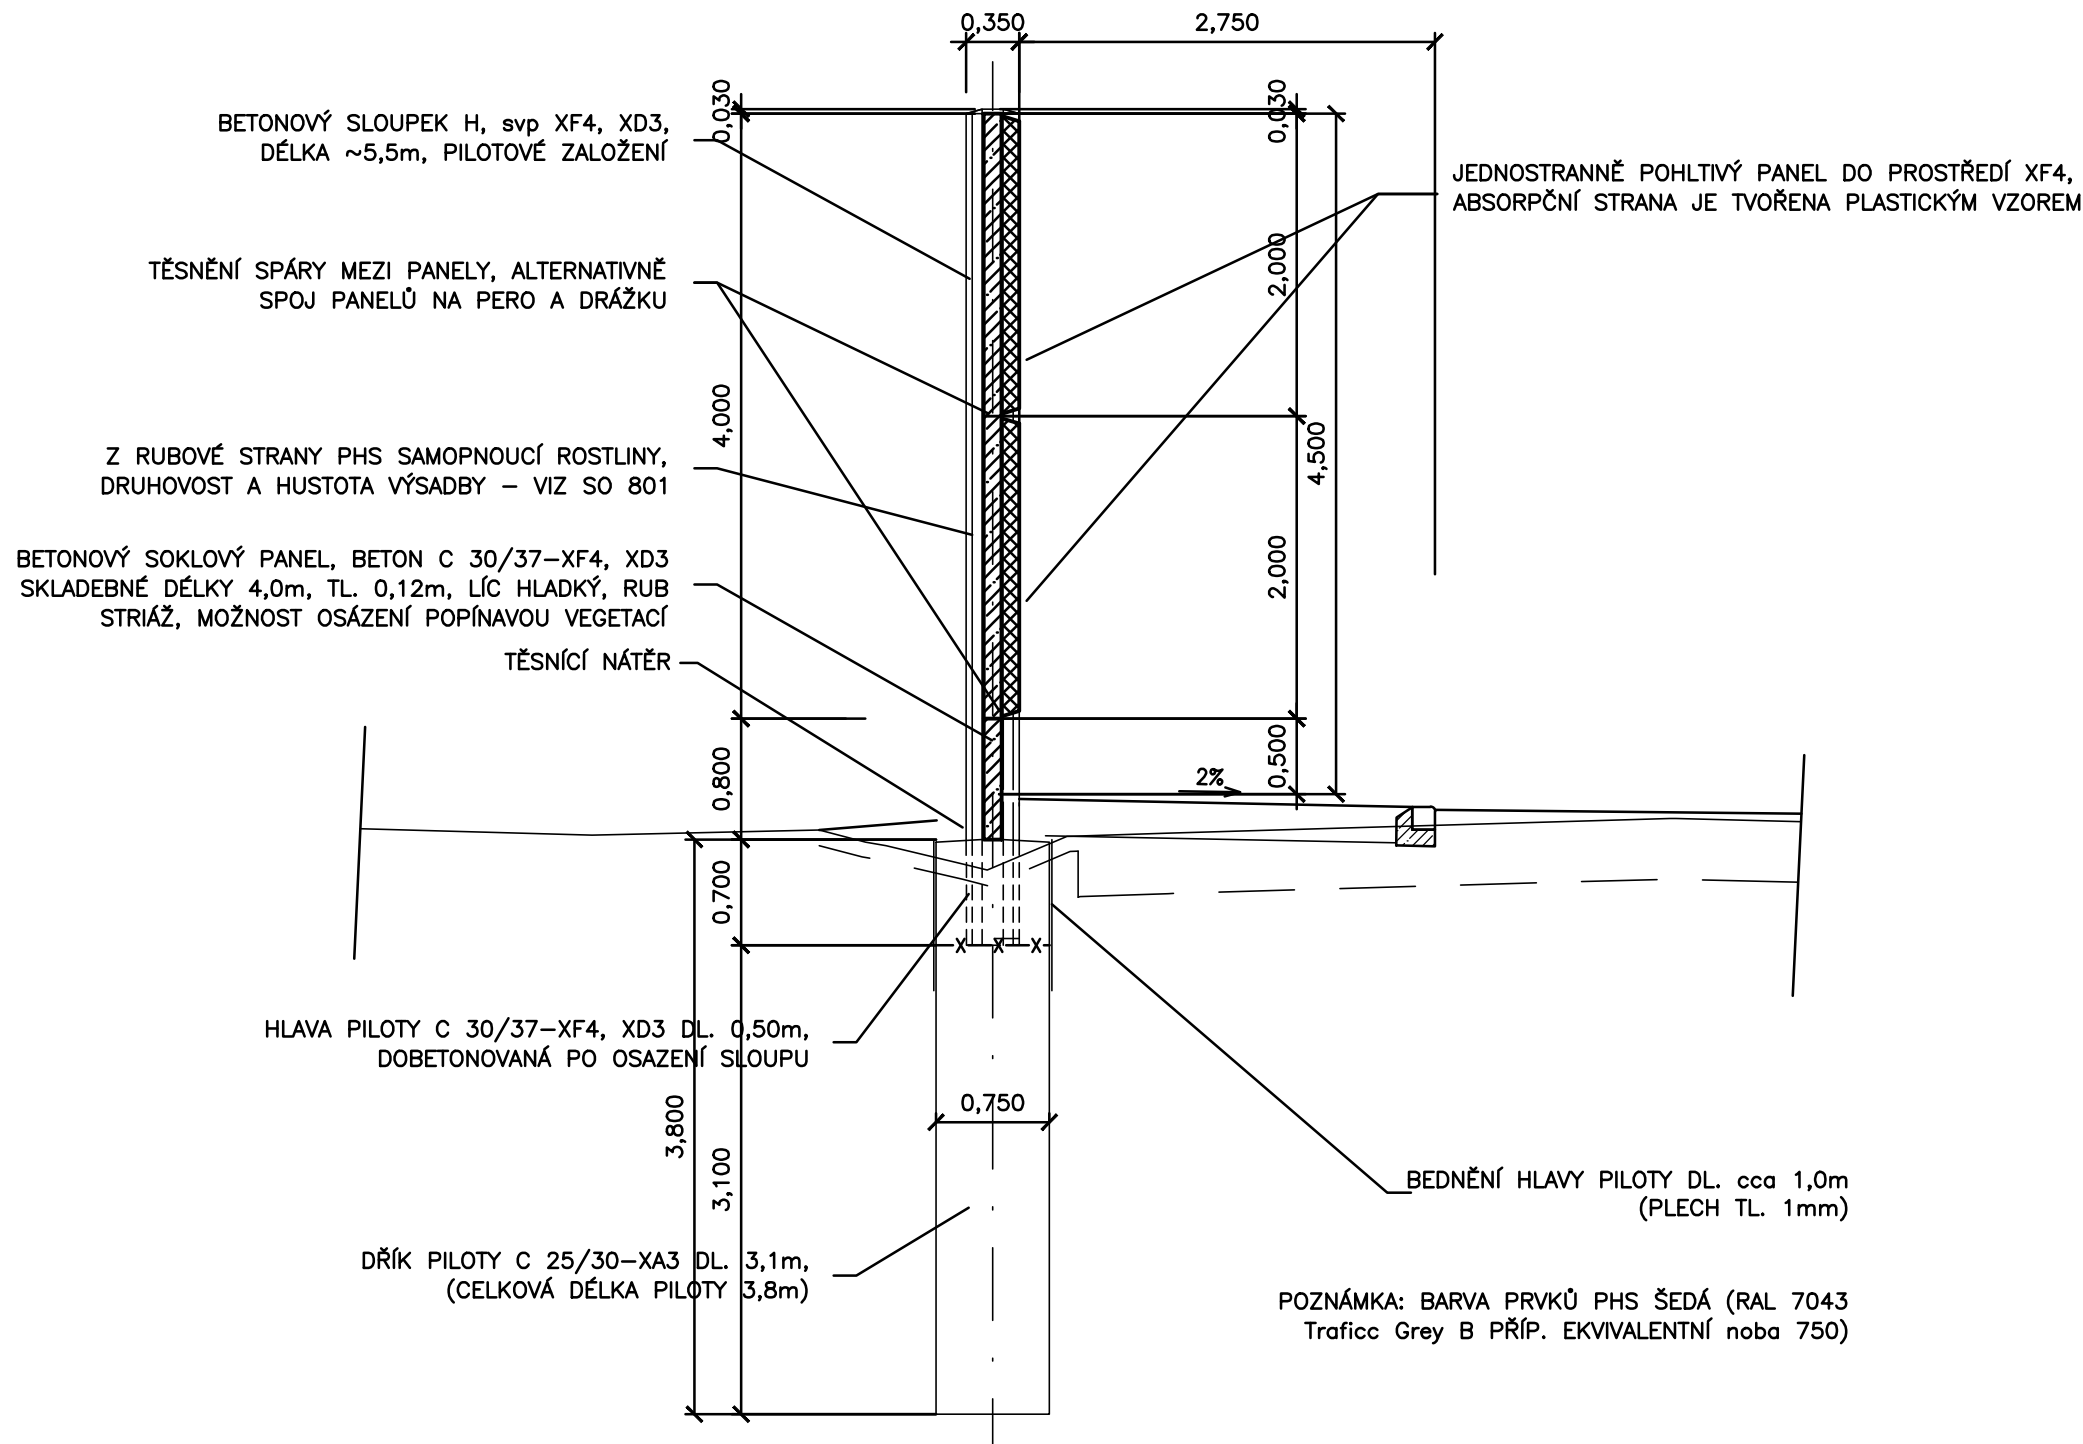 0,350
2,750
0,030
0,030
BETONOVÝ SLOUPEK H, svp XF4, XD3,
DÉLKA ~5,5m, PILOTOVÉ ZALOŽENÍ
JEDNOSTRANNĚ POHLTIVÝ PANEL DO PROSTŘEDÍ XF4,
ABSORPČNÍ STRANA JE TVOŘENA PLASTICKÝM VZOREM
TĚSNĚNÍ SPÁRY MEZI PANELY, ALTERNATIVNĚ
SPOJ PANELŮ NA PERO A DRÁŽKU
2,000
4,000
4,500
Z RUBOVÉ STRANY PHS SAMOPNOUCÍ ROSTLINY,
DRUHOVOST A HUSTOTA VÝSADBY – VIZ SO 801
BETONOVÝ SOKLOVÝ PANEL, BETON C 30/37–XF4, XD3
SKLADEBNÉ DÉLKY 4,0m, TL. 0,12m, LÍC HLADKÝ, RUB
STRIÁŽ, MOŽNOST OSÁZENÍ POPÍNAVOU VEGETACÍ
2,000
TĚSNÍCÍ NÁTĚR
0,800
0,500
2%
0,700
X X X
HLAVA PILOTY C 30/37–XF4, XD3 DL. 0,50m,
DOBETONOVANÁ PO OSAZENÍ SLOUPU
0,750
3,800
3,100
BEDNĚNÍ HLAVY PILOTY DL. cca 1,0m
(PLECH TL. 1mm)
DŘÍK PILOTY C 25/30–XA3 DL. 3,1m,
(CELKOVÁ DÉLKA PILOTY 3,8m)
POZNÁMKA: BARVA PRVKŮ PHS ŠEDÁ (RAL 7043
Traficc Grey B PŘÍP. EKVIVALENTNÍ noba 750)